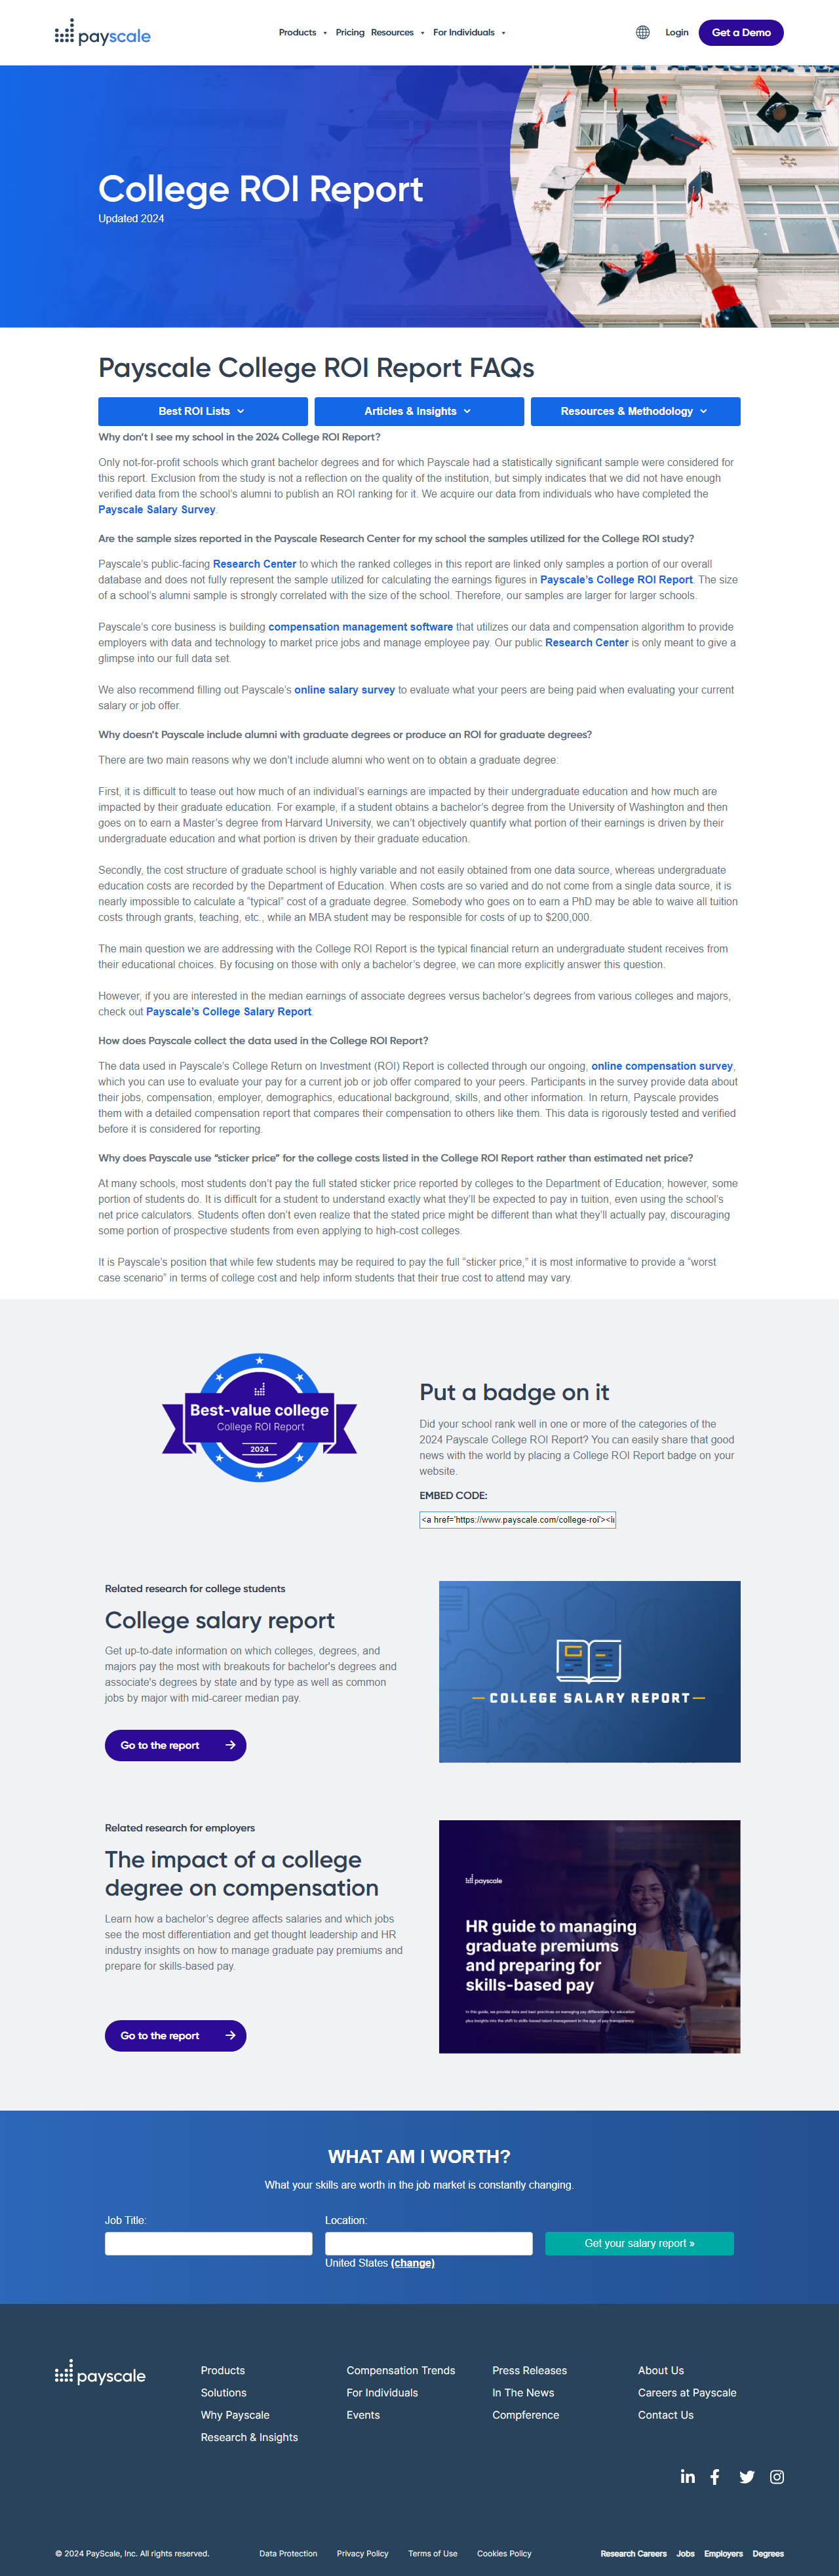 payscale
Products Pricing Resources For Individuals
Login Get a Demo
College ROI Report
Updated 2024
Payscale College ROI Report FAQs
Best ROI Lists Articles & Insights Resources & Methodology
Why don't I see my school in the 2024 College ROI Report?
Only not-for-profit schools which grant bachelor degrees and for which Payscale had a statistically significant sample were considered for
this report. Exclusion from the study is not a reflection on the quality of the institution, but simply indicates that we did not have enough
verified data from the school's alumni to publish an ROI ranking for it. We acquire our data from individuals who have completed the
Payscale Salary Survey.
Are the sample sizes reported in the Payscale Research Center for my school the samples utilized for the College ROI study?
Payscale's public-facing Research Center to which the ranked colleges in this report are linked only samples a portion of our overall
database and does not fully represent the sample utilized for calculating the earnings figures in Payscale's College ROI Report. The size
of a school's alumni sample is strongly correlated with the size of the school. Therefore, our samples are larger for larger schools.
Payscale's core business is building compensation management software that utilizes our data and compensation algorithm to provide
employers with data and technology to market price jobs and manage employee pay. Our public Research Center is only meant to give a
glimpse into our full data set.
We also recommend filling out Payscale's online salary survey to evaluate what your peers are being paid when evaluating your current
salary or job offer.
Why doesn't Payscale include alumni with graduate degrees or produce an ROI for graduate degrees?
There are two main reasons why we don't include alumni who went on to obtain a graduate degree:
First, it is difficult to tease out how much of an individual's earnings are impacted by their undergraduate education and how much are
impacted by their graduate education. For example, if a student obtains a bachelor's degree from the University of Washington and then
goes on to earn a Master's degree from Harvard University, we can't objectively quantify what portion of their earnings is driven by their
undergraduate education and what portion is driven by their graduate education.
Secondly, the cost structure of graduate school is highly variable and not easily obtained from one data source, whereas undergraduate
education costs are recorded by the Department of Education. When costs are so varied and do not come from a single data source, it is
nearly impossible to calculate a "typical" cost of a graduate degree. Somebody who goes on to earn a PhD may be able to waive all tuition
costs through grants, teaching, etc., while an MBA student may be responsible for costs of up to $200,000.
The main question we are addressing with the College ROI Report is the typical financial return an undergraduate student receives from
their educational choices. By focusing on those with only a bachelor's degree, we can more explicitly answer this question.
However, if you are interested in the median earnings of associate degrees versus bachelor's degrees from various colleges and majors,
check out Payscale's College Salary Report.
How does Payscale collect the data used in the College ROI Report?
The data used in Payscale's College Return on Investment (ROI) Report is collected through our ongoing, online compensation survey,
which you can use to evaluate your pay for a current job or job offer compared to your peers. Participants in the survey provide data about
their jobs, compensation, employer, demographics, educational background, skills, and other information. In return, Payscale provides
them with a detailed compensation report that compares their compensation to others like them. This data is rigorously tested and verified
before it is considered for reporting.
Why does Payscale use "sticker price" for the college costs listed in the College ROI Report rather than estimated net price?
At many schools, most students don't pay the full stated sticker price reported by colleges to the Department of Education; however, some
portion of students do. It is difficult for a student to understand exactly what they'll be expected to pay in tuition, even using the school's
net price calculators. Students often don't even realize that the stated price might be different than what they'll actually pay, discouraging
some portion of prospective students from even applying to high-cost colleges.
It is Payscale's position that while few students may be required to pay the full "sticker price," it is most informative to provide a "worst
case scenario" in terms of college cost and help inform students that their true cost to attend may vary.
Best-value college
College ROI Report
2024
Put a badge on it
Did your school rank well in one or more of the categories of the
2024 Payscale College ROI Report? You can easily share that good
news with the world by placing a College ROI Report badge on your
website.
EMBED CODE:
<a href='https://www.payscale.com/college-roi'><i
Related research for college students
College salary report
Get up-to-date information on which colleges, degrees, and
majors pay the most with breakouts for bachelor's degrees and
associate's degrees by state and by type as well as common
jobs by major with mid-career median pay.
Go to the report
COLLEGE SALARY REPORT
Related research for employers
The impact of a college
degree on compensation
Learn how a bachelor's degree affects salaries and which jobs
see the most differentiation and get thought leadership and HR
industry insights on how to manage graduate pay premiums and
prepare for skills-based pay.
Go to the report
payscale
HR guide to managing
graduate premiums
and preparing for
skills-based pay
In this guide, we provide data and best practices on managing pay differentials for education
plus insights into the shift to skills-based talent management in the age of pay transparency.
WHAT AM I WORTH?
What your skills are worth in the job market is constantly changing.
Job Title:
Location:
Get your salary report »
United States (change)
payscale
Products Compensation Trends Press Releases About Us
Solutions For Individuals In The News Careers at Payscale
Why Payscale Events Compference Contact Us
Research & Insights
© 2024 PayScale, Inc. All rights reserved. Data Protection Privacy Policy Terms of Use Cookies Policy Research Careers Jobs Employers Degrees